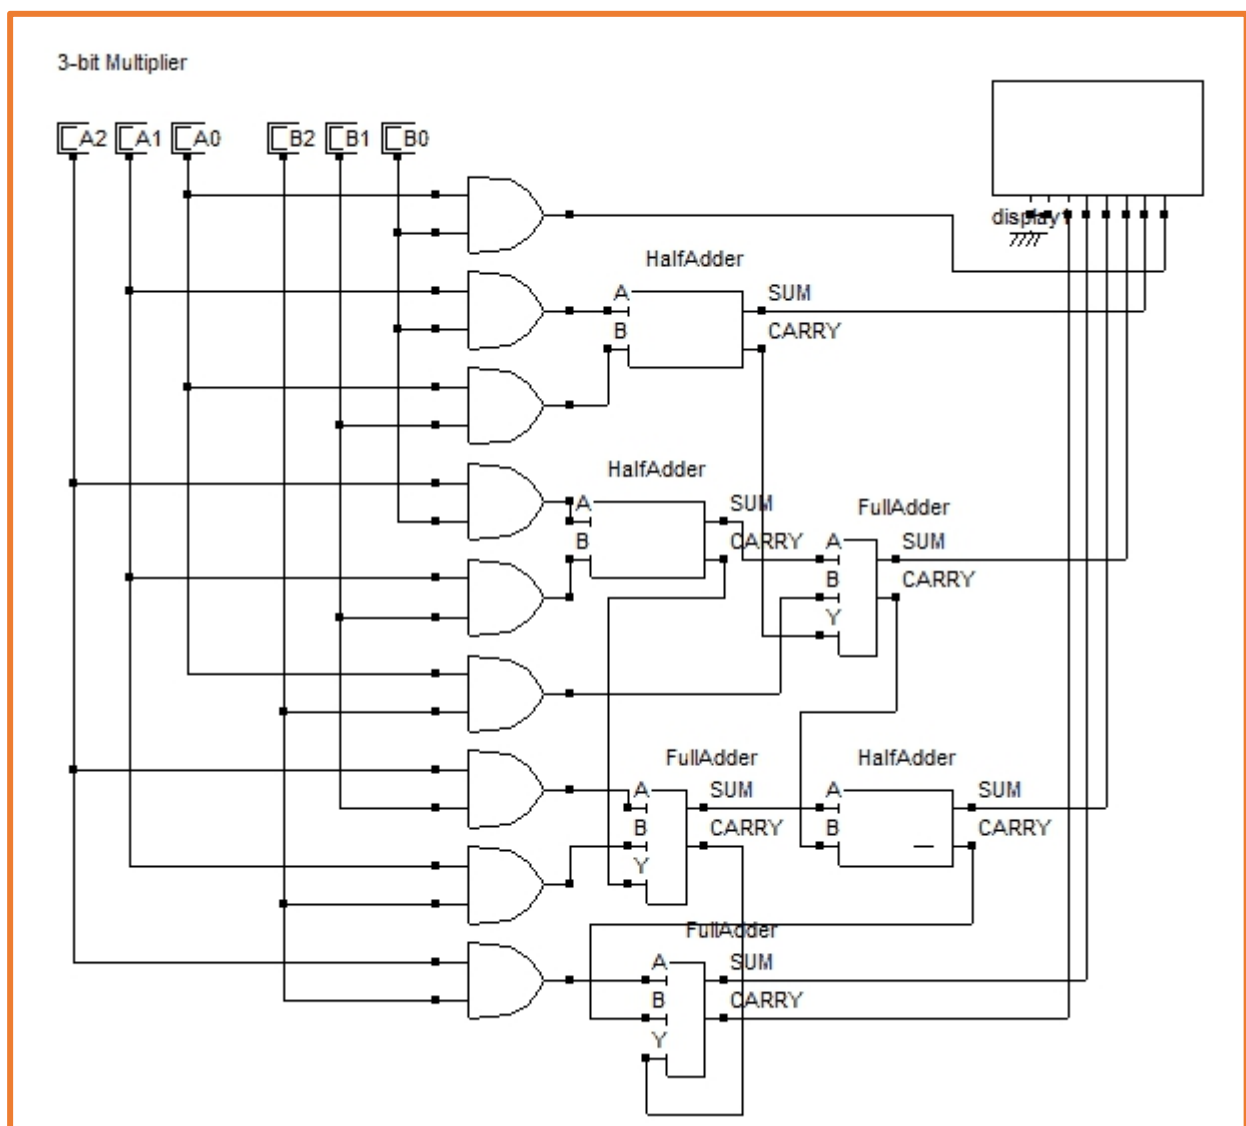 3-bit Multiplier
A2 A1 A0 B2 B1 B0
display1
HalfAdder
A SUM
B CARRY
HalfAdder
A SUM
B CARRY
FullAdder
A SUM
B CARRY
Y
FullAdder
A SUM
B CARRY
Y
HalfAdder
A SUM
B CARRY
FullAdder
A SUM
B CARRY
Y